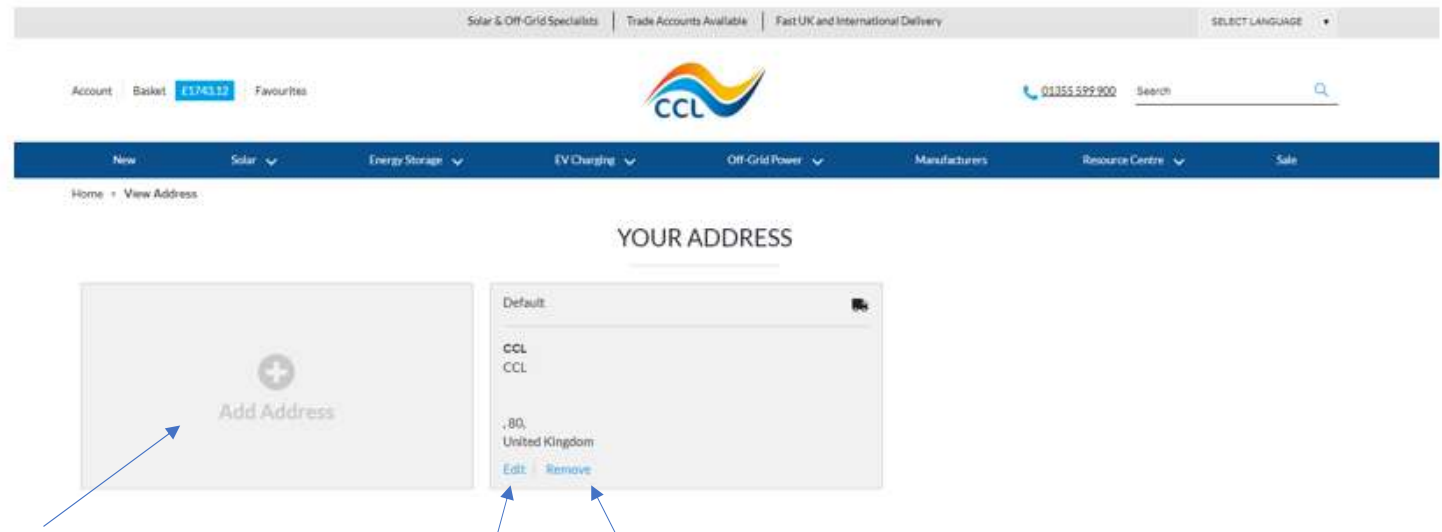 Solar & Off-Grid Specialists | Trade Accounts Available | Fast UK and International Delivery SELECT LANGUAGE
Account Basket £1743.12 Favourites CCL 01355 599 900 Search
New Solar Energy Storage EV Charging Off-Grid Power Manufacturers Resource Centre Sale
Home View Address
YOUR ADDRESS
Default
CCL
CCL
Add Address
, 80,
United Kingdom
Edit | Remove